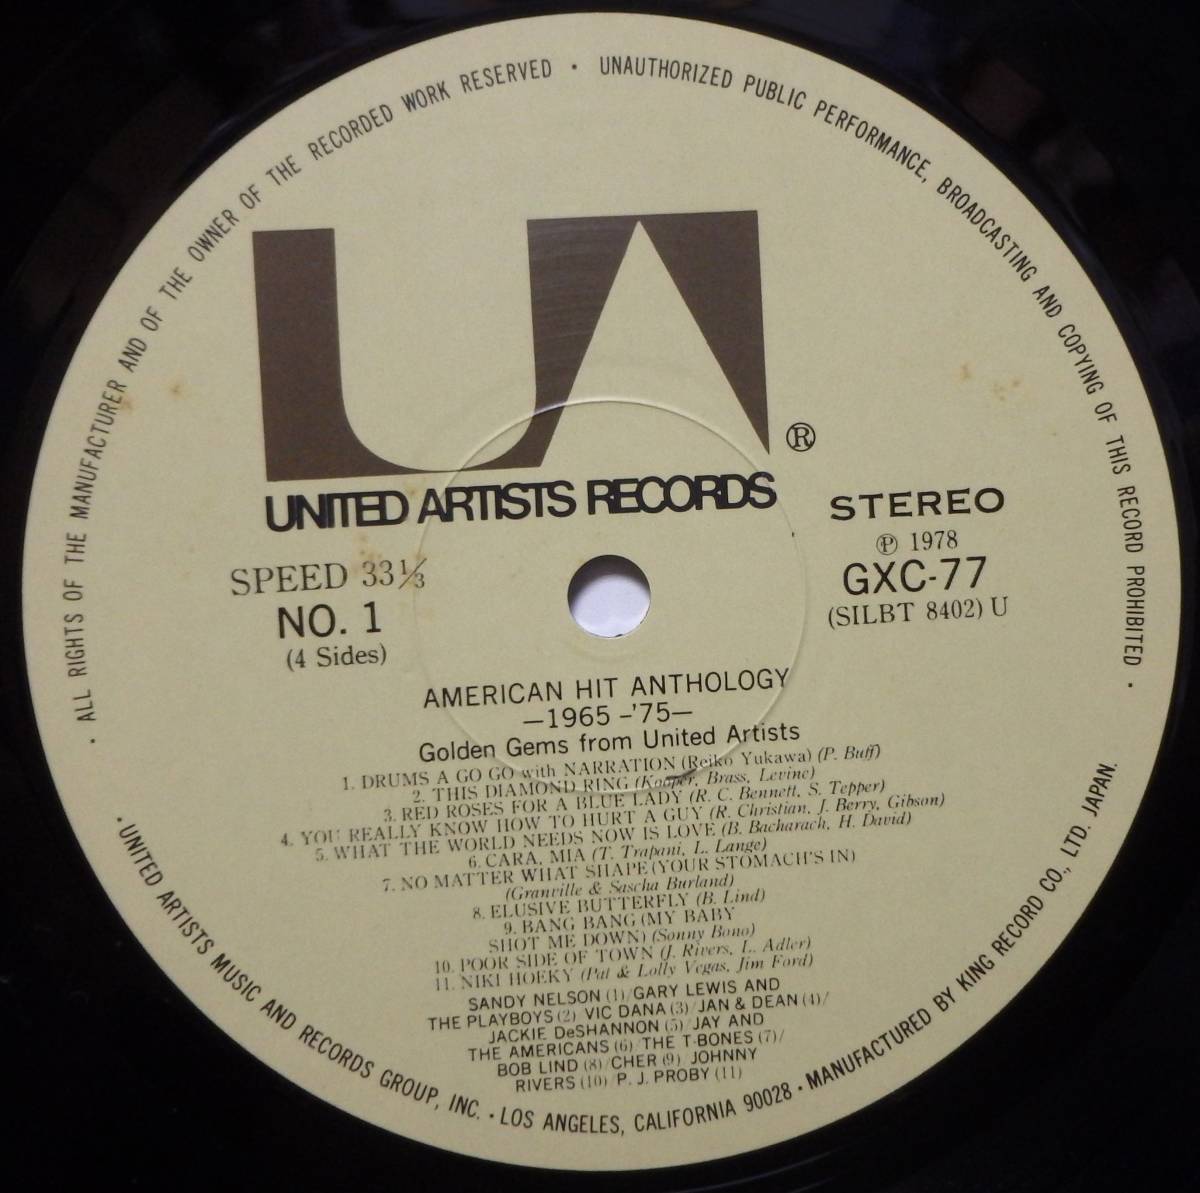 ALL RIGHTS OF THE MANUFACTURER AND OF THE OWNER OF THE RECORDED WORK RESERVED · UNAUTHORIZED PUBLIC PERFORMANCE, BROADCASTING AND COPYING OF THIS RECORD PROHIBITED ·
UA ®
UNITED ARTISTS RECORDS
STEREO
Ⓟ 1978
GXC-77
(SILBT 8402) U
SPEED 33⅓
NO. 1
(4 Sides)
AMERICAN HIT ANTHOLOGY
—1965-'75—
Golden Gems from United Artists
1. DRUMS A GO GO with NARRATION (Reiko Yukawa) (P. Buff)
2. THIS DIAMOND RING (Kooper, Brass, Levine)
3. RED ROSES FOR A BLUE LADY (R. C. Bennett, S. Tepper)
4. YOU REALLY KNOW HOW TO HURT A GUY (R. Christian, J. Berry, Gibson)
5. WHAT THE WORLD NEEDS NOW IS LOVE (B. Bacharach, H. David)
6. CARA, MIA (T. Trapani, L. Lange)
7. NO MATTER WHAT SHAPE (YOUR STOMACH'S IN)
(Granville & Sascha Burland)
8. ELUSIVE BUTTERFLY (B. Lind)
9. BANG BANG (MY BABY
SHOT ME DOWN) (Sonny Bono)
10. POOR SIDE OF TOWN (J. Rivers, L. Adler)
11. NIKI HOEKY (Pat & Lolly Vegas, Jim Ford)
SANDY NELSON (1)/GARY LEWIS AND
THE PLAYBOYS (2) VIC DANA (3)/JAN & DEAN (4)/
JACKIE DeSHANNON (5)/JAY AND
THE AMERICANS (6)/THE T-BONES (7)/
BOB LIND (8)/CHER (9) JOHNNY
RIVERS (10)/P. J. PROBY (11)
· UNITED ARTISTS MUSIC AND RECORDS GROUP, INC. · LOS ANGELES, CALIFORNIA 90028 · MANUFACTURED BY KING RECORD CO., LTD. JAPAN.